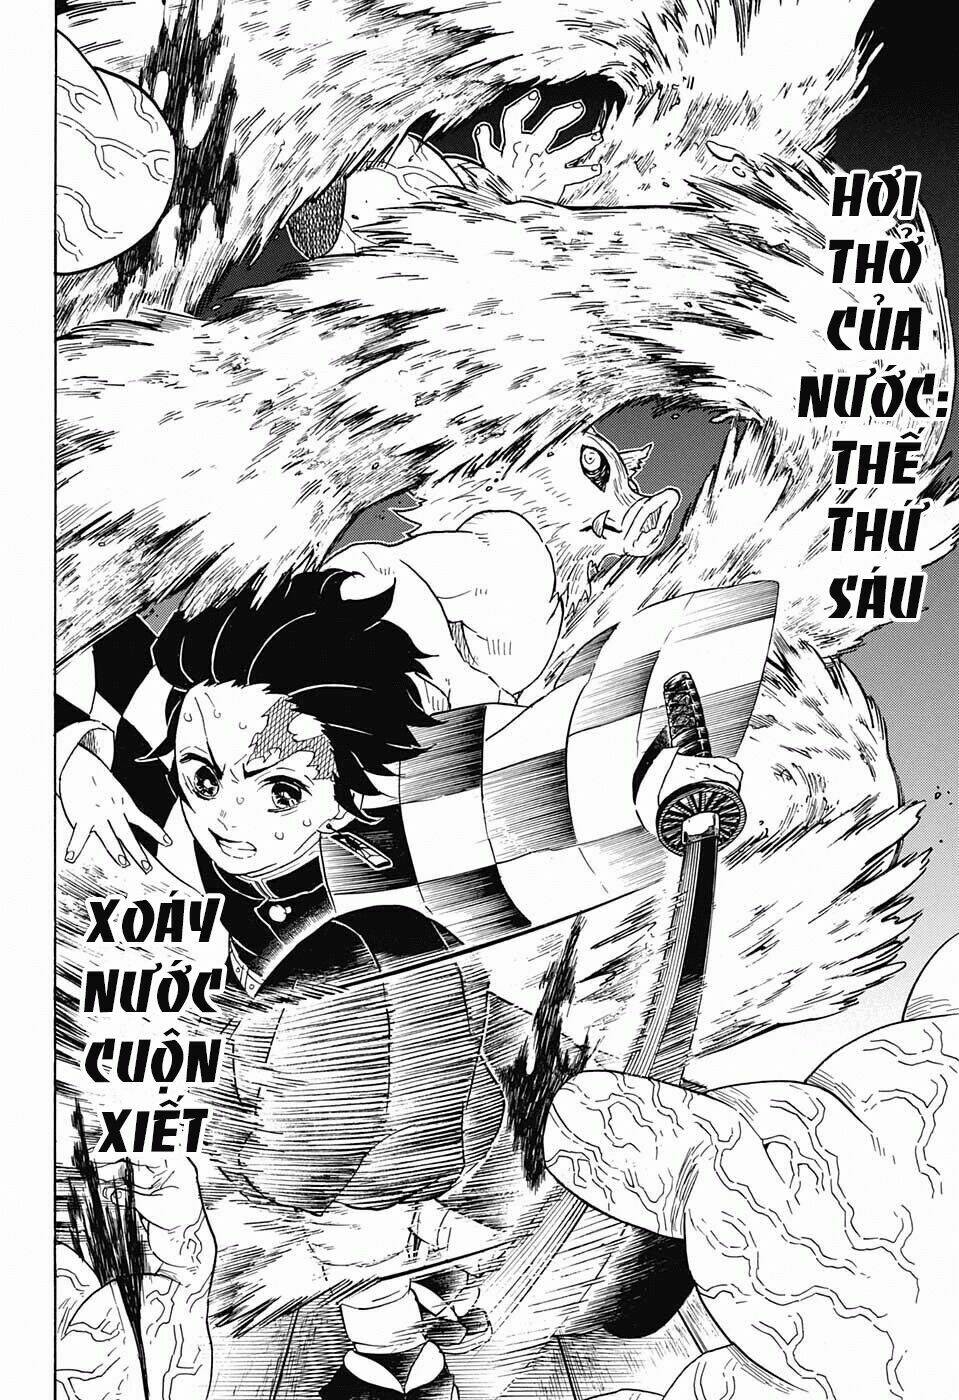 HƠI
THỞ
CỦA
NƯỚC:
THẾ
THỨ
SÁU
XOÁY
NƯỚC
CUỘN
XIẾT